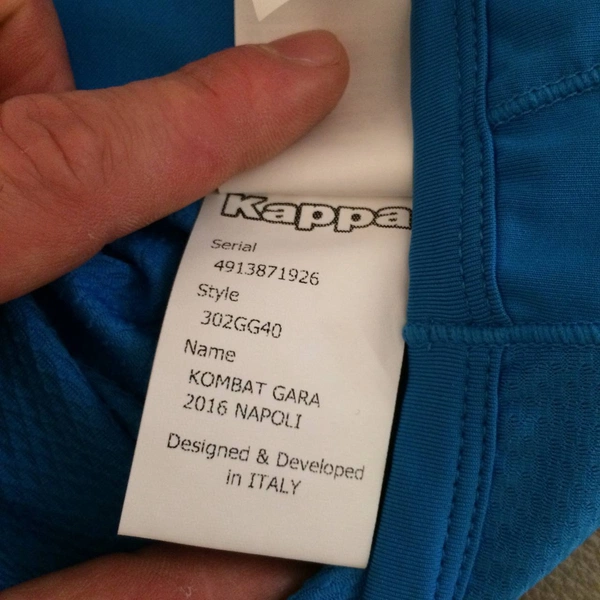 Kappa
Serial
4913871926
Style
302GG40
Name
KOMBAT GARA
2016 NAPOLI
Designed & Developed
in ITALY